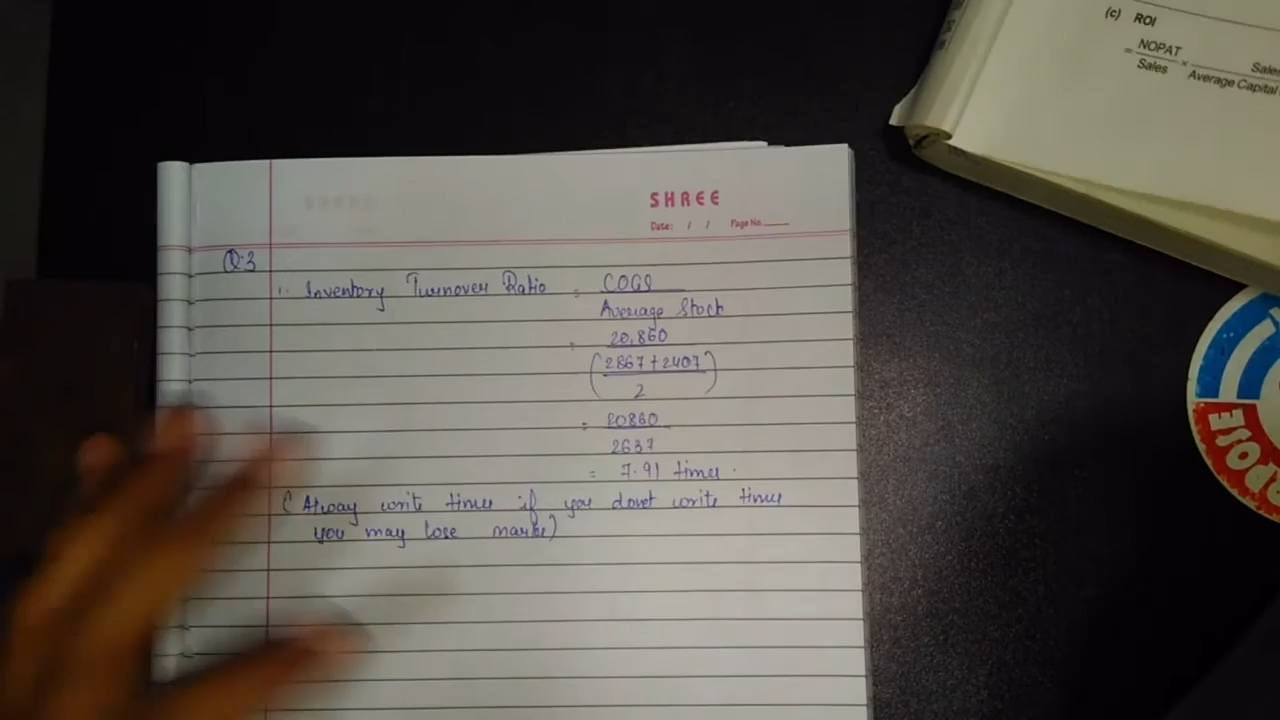 (c) ROI
= NOPAT / Sales × Sales / Average Capital
SHREE
Date: / / Page No.
Q.3
1. Inventory Turnover Ratio = COGS
Average Stock
= 20,860
(2867 + 2407)
2
= 20860
2637
= 7.91 times.
(Alway write times if you dont write times
you may lose marks)
POSE